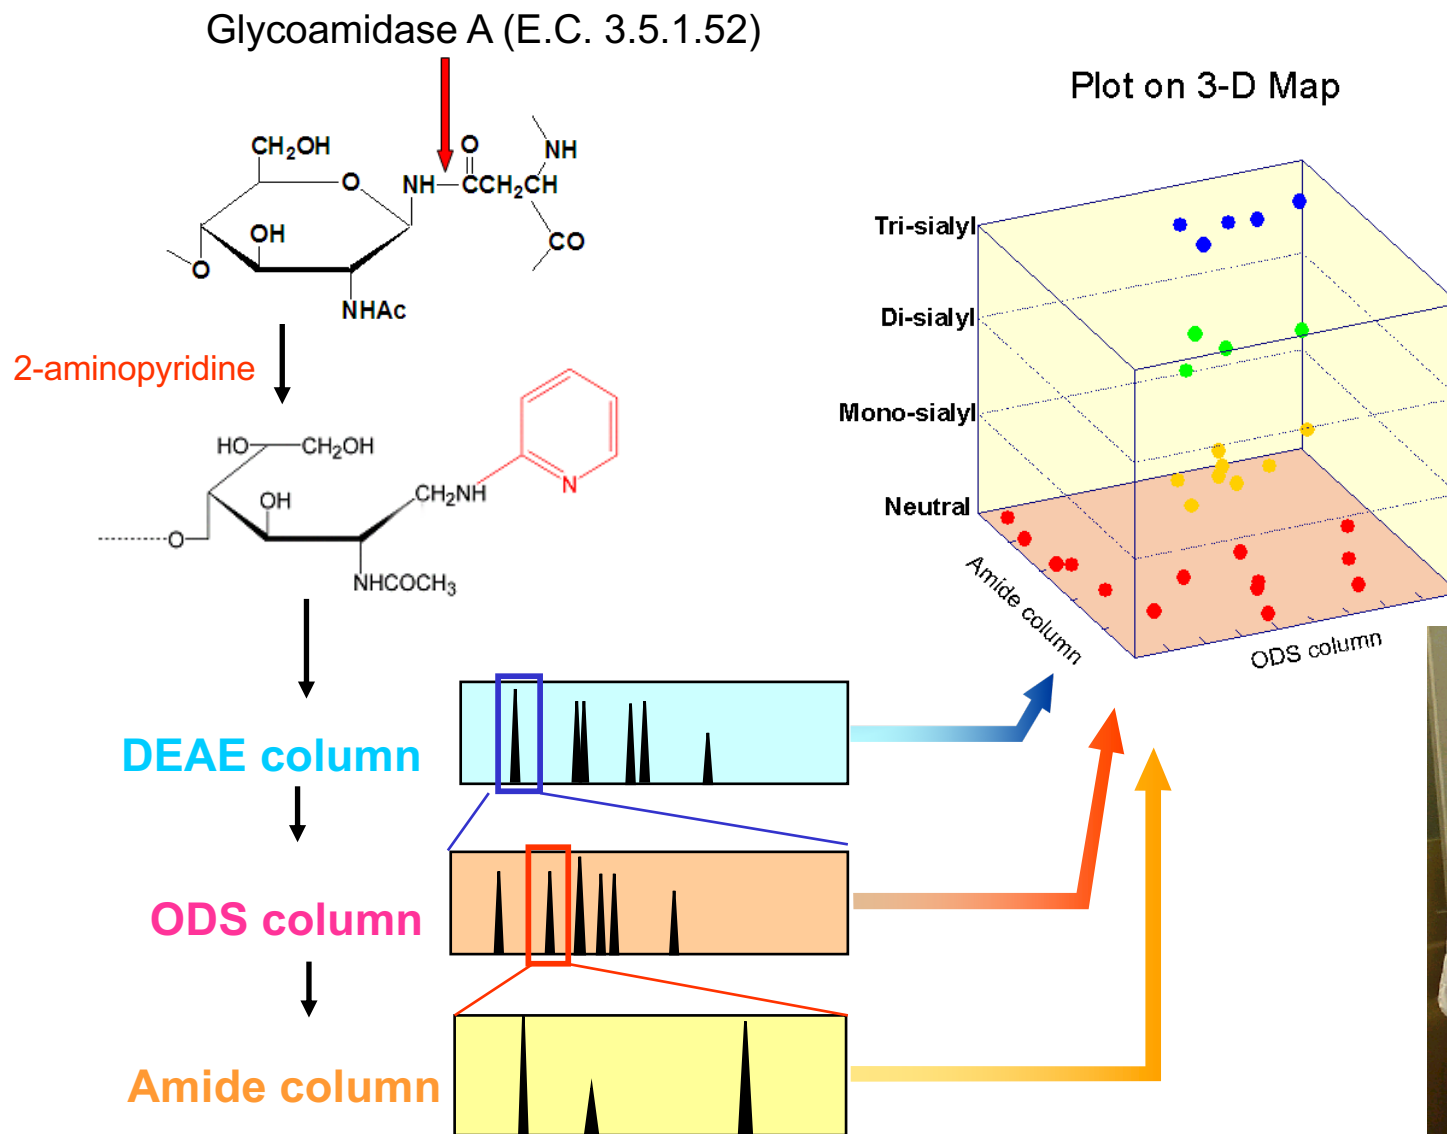 Glycoamidase A (E.C. 3.5.1.52)
Plot on 3-D Map
CH2OH
O
O
NH
NH
CCH2CH
OH
CO
O
NHAc
2-aminopyridine
HO
CH2OH
OH
CH2NH
N
O
NHCOCH3
Tri-sialyl
Di-sialyl
Mono-sialyl
Neutral
Amide column
ODS column
DEAE column
ODS column
Amide column